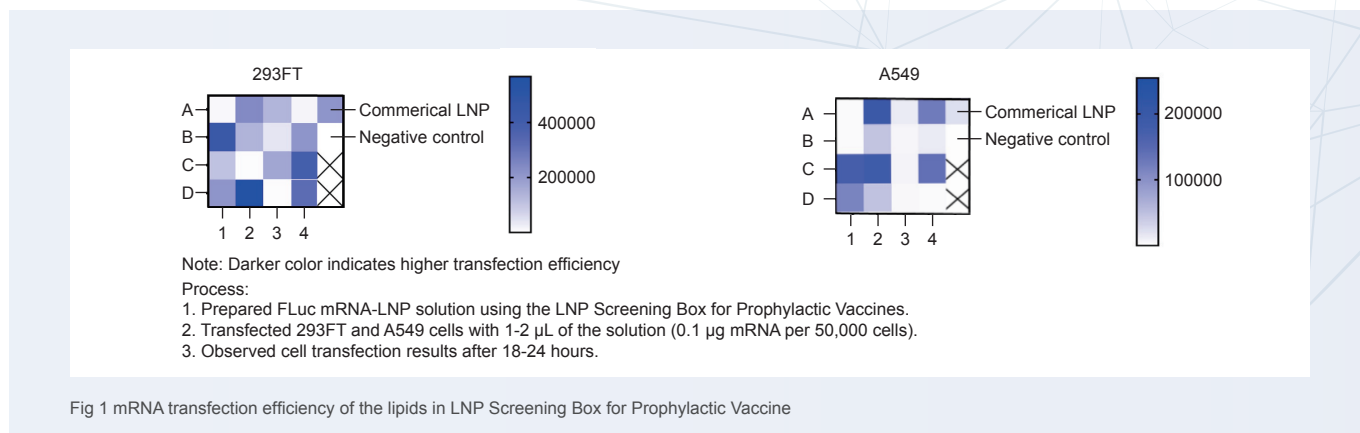 293FT
A
B
C
D
1 2 3 4
Commerical LNP
Negative control
400000
200000
A549
A
B
C
D
1 2 3 4
Commerical LNP
Negative control
200000
100000
Note: Darker color indicates higher transfection efficiency
Process:
1. Prepared FLuc mRNA-LNP solution using the LNP Screening Box for Prophylactic Vaccines.
2. Transfected 293FT and A549 cells with 1-2 µL of the solution (0.1 µg mRNA per 50,000 cells).
3. Observed cell transfection results after 18-24 hours.
Fig 1 mRNA transfection efficiency of the lipids in LNP Screening Box for Prophylactic Vaccine